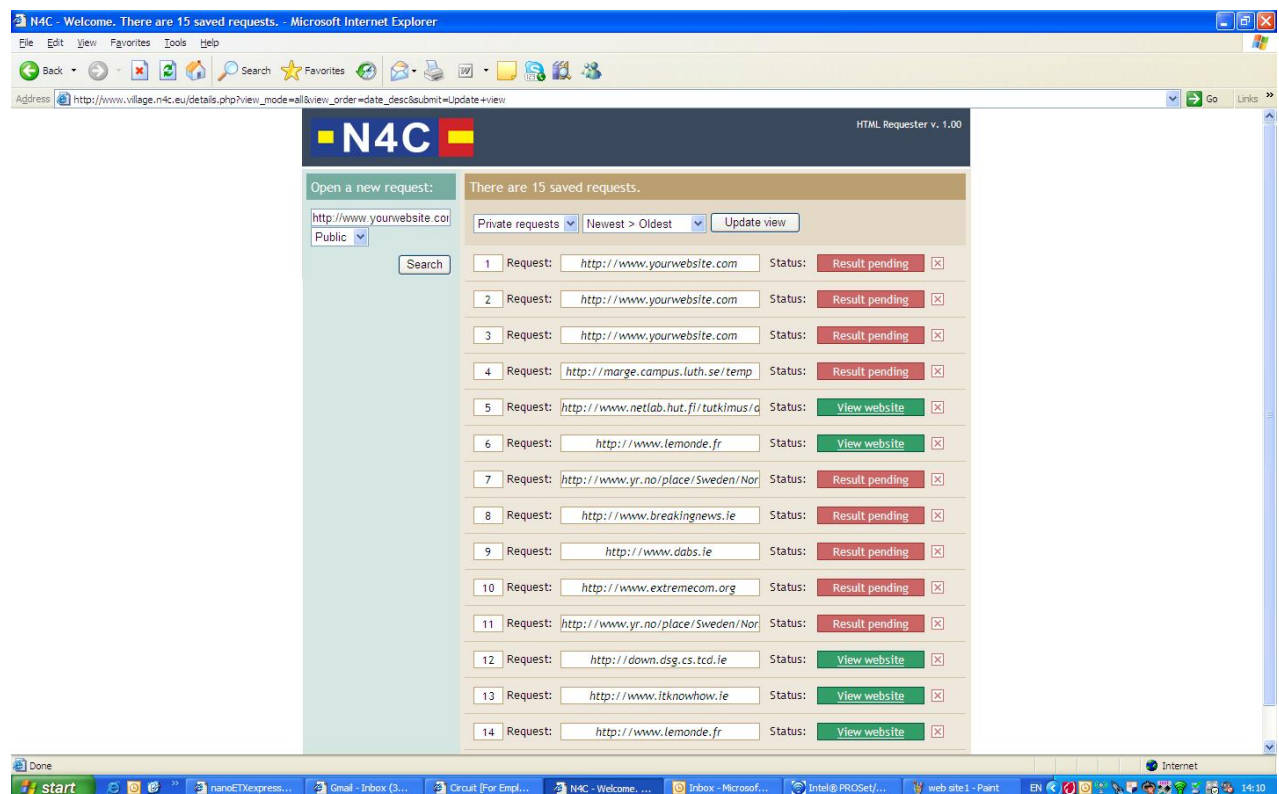 N4C - Welcome. There are 15 saved requests. - Microsoft Internet Explorer
File Edit View Favorites Tools Help
Back Search Favorites
Address http://www.village.n4c.eu/details.php?view_mode=all&view_order=date_desc&submit=Update+view Go Links »
N4C HTML Requester v. 1.00
Open a new request:
http://www.yourwebsite.co
Public
Search
There are 15 saved requests.
Private requests Newest > Oldest Update view
1 Request: http://www.yourwebsite.com Status: Result pending
2 Request: http://www.yourwebsite.com Status: Result pending
3 Request: http://www.yourwebsite.com Status: Result pending
4 Request: http://marge.campus.luth.se/temp Status: Result pending
5 Request: http://www.netlab.hut.fi/tutkimus/d Status: View website
6 Request: http://www.lemonde.fr Status: View website
7 Request: http://www.yr.no/place/Sweden/Nor Status: Result pending
8 Request: http://www.breakingnews.ie Status: Result pending
9 Request: http://www.dabs.ie Status: Result pending
10 Request: http://www.extremecom.org Status: Result pending
11 Request: http://www.yr.no/place/Sweden/Nor Status: Result pending
12 Request: http://down.dsg.cs.tcd.ie Status: View website
13 Request: http://www.itknowhow.ie Status: View website
14 Request: http://www.lemonde.fr Status: View website
Done Internet
start » nanoETXexpress... Gmail - Inbox (3... Circuit [For Empl... N4C - Welcome. ... Inbox - Microsof... Intel® PROSet/... web site1 - Paint EN 14:10